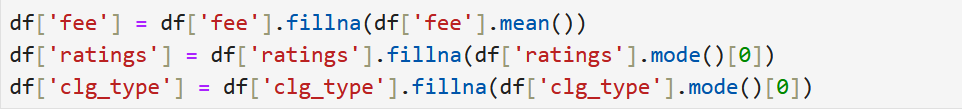 df['fee'] = df['fee'].fillna(df['fee'].mean())
df['ratings'] = df['ratings'].fillna(df['ratings'].mode()[0])
df['clg_type'] = df['clg_type'].fillna(df['clg_type'].mode()[0])